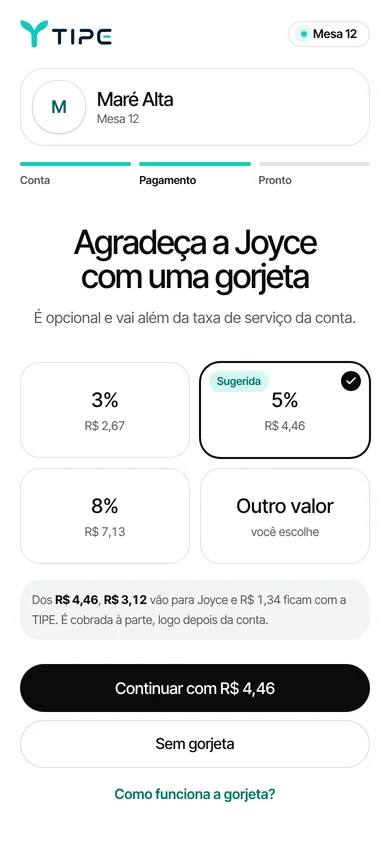 TIPE
Mesa 12
M
Maré Alta
Mesa 12
Conta
Pagamento
Pronto
Agradeça a Joyce
com uma gorjeta
É opcional e vai além da taxa de serviço da conta.
3%
R$ 2,67
Sugerida
5%
R$ 4,46
8%
R$ 7,13
Outro valor
você escolhe
Dos R$ 4,46, R$ 3,12 vão para Joyce e R$ 1,34 ficam com a
TIPE. É cobrada à parte, logo depois da conta.
Continuar com R$ 4,46
Sem gorjeta
Como funciona a gorjeta?